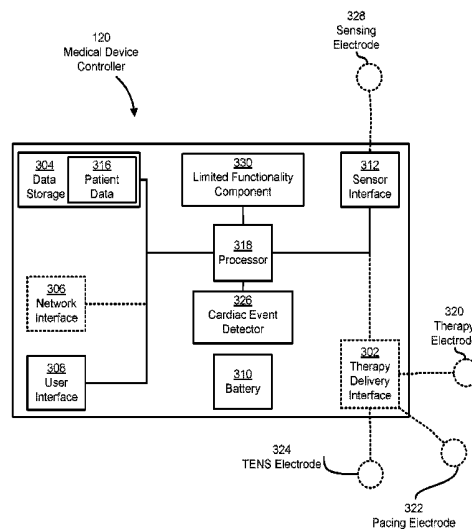 328
Sensing
Electrode
120
Medical Device
Controller
304
Data
Storage
316
Patient
Data
330
Limited Functionality
Component
312
Sensor
Interface
318
Processor
306
Network
Interface
326
Cardiac Event
Detector
320
Therapy
Electrode
308
User
Interface
310
Battery
302
Therapy
Delivery
Interface
324
TENS Electrode
322
Pacing Electrode